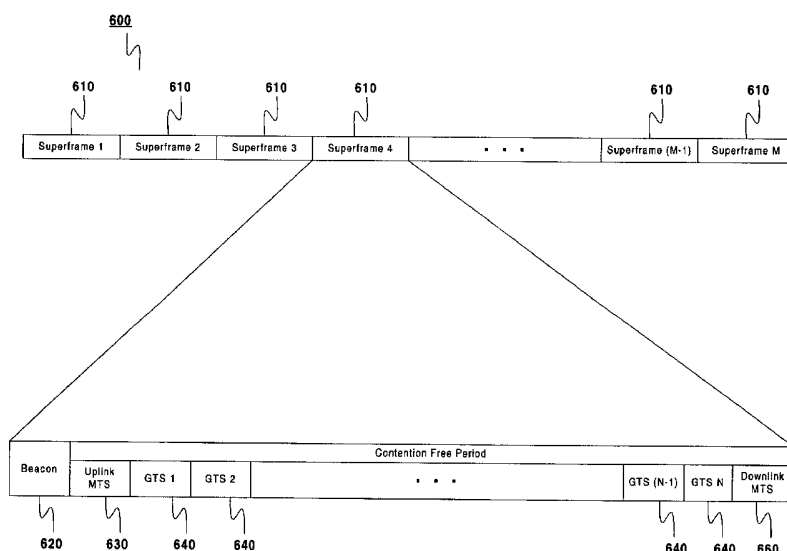 600
610 610 610 610 610 610
Superframe 1 Superframe 2 Superframe 3 Superframe 4 . . . Superframe (M-1) Superframe M
Contention Free Period
Beacon Uplink MTS GTS 1 GTS 2 . . . GTS (N-1) GTS N Downlink MTS
620 630 640 640 640 640 660